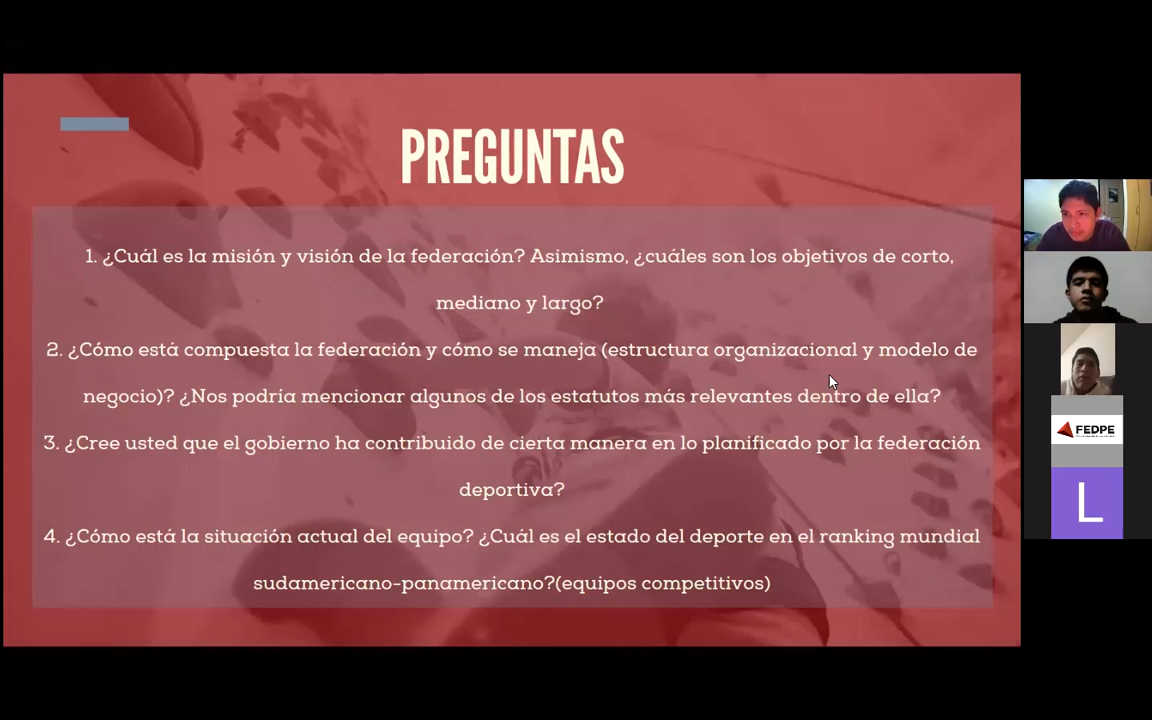 PREGUNTAS
1. ¿Cuál es la misión y visión de la federación? Asimismo, ¿cuáles son los objetivos de corto,
mediano y largo?
2. ¿Cómo está compuesta la federación y cómo se maneja (estructura organizacional y modelo de
negocio)? ¿Nos podría mencionar algunos de los estatutos más relevantes dentro de ella?
3. ¿Cree usted que el gobierno ha contribuido de cierta manera en lo planificado por la federación
deportiva?
4. ¿Cómo está la situación actual del equipo? ¿Cuál es el estado del deporte en el ranking mundial
sudamericano-panamericano?(equipos competitivos)
FEDPE
L